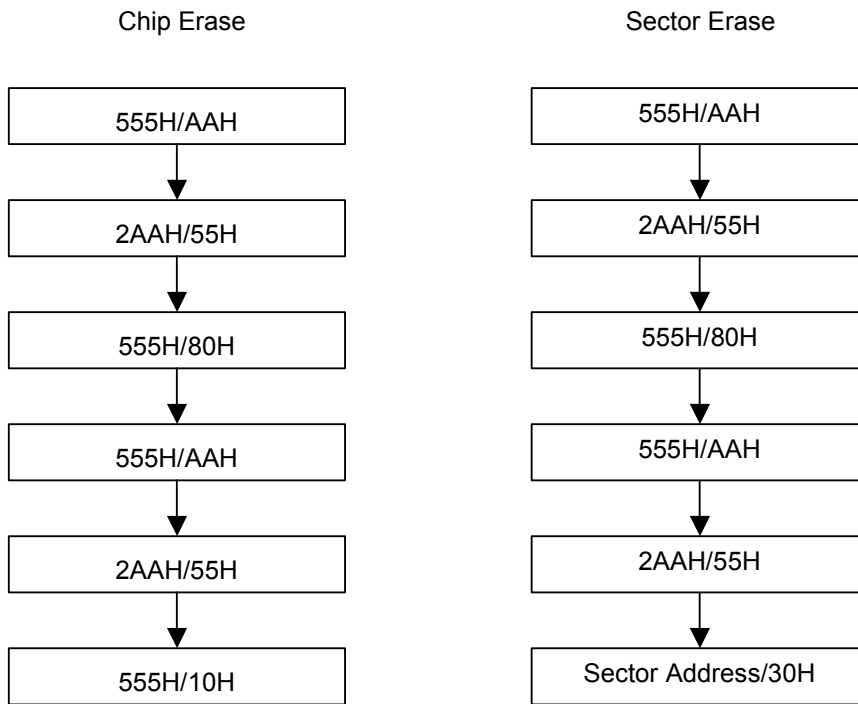 Chip Erase
555H/AAH
2AAH/55H
555H/80H
555H/AAH
2AAH/55H
555H/10H
Sector Erase
555H/AAH
2AAH/55H
555H/80H
555H/AAH
2AAH/55H
Sector Address/30H